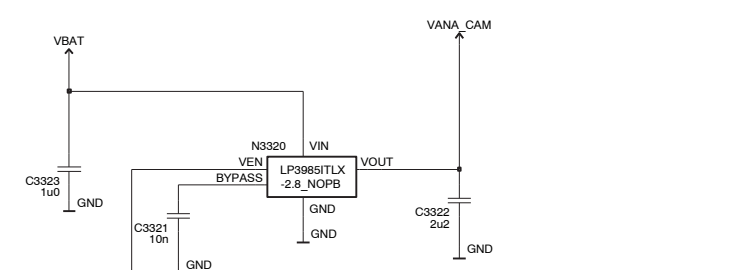 VANA_CAM
VBAT
N3320
VIN
VEN
VOUT
LP3985ITLX
-2.8_NOPB
BYPASS
C3323
1u0
GND
GND
C3322
2u2
C3321
10n
GND
GND
GND